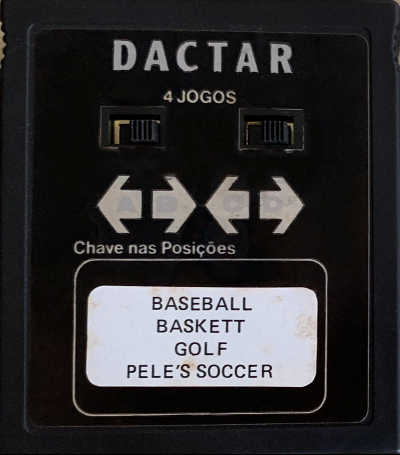 DACTAR
4 JOGOS
A B C D
Chave nas Posições
BASEBALL
BASKETT
GOLF
PELE'S SOCCER